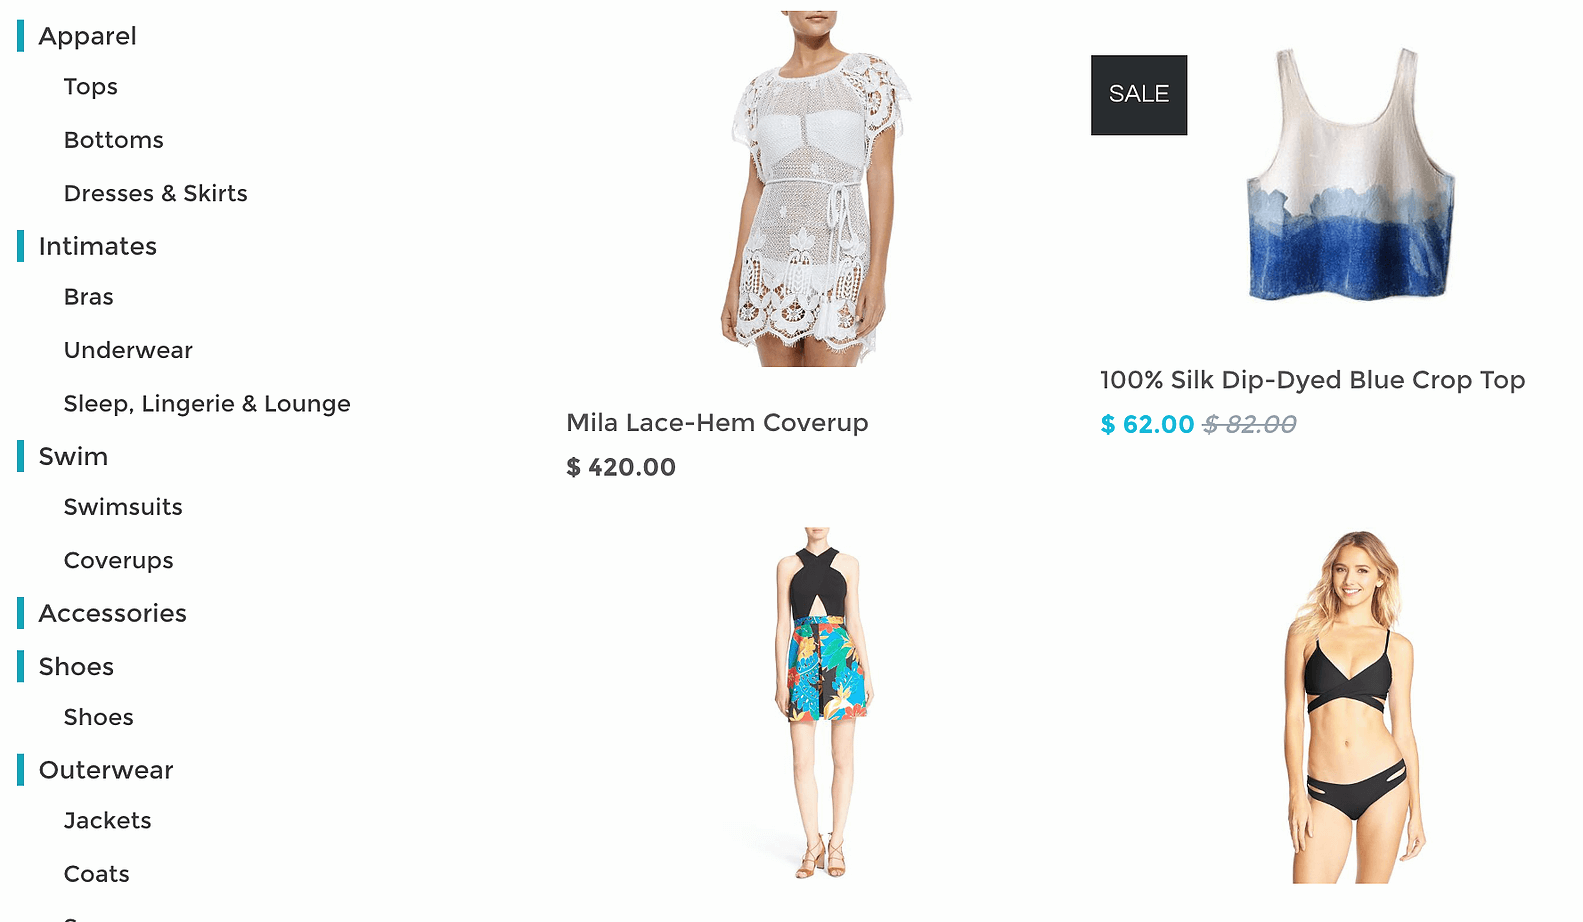 Apparel
Tops
Bottoms
Dresses & Skirts
Intimates
Bras
Underwear
Sleep, Lingerie & Lounge
Swim
Swimsuits
Coverups
Accessories
Shoes
Shoes
Outerwear
Jackets
Coats
Mila Lace-Hem Coverup
$ 420.00
SALE
100% Silk Dip-Dyed Blue Crop Top
$ 62.00 $ 82.00